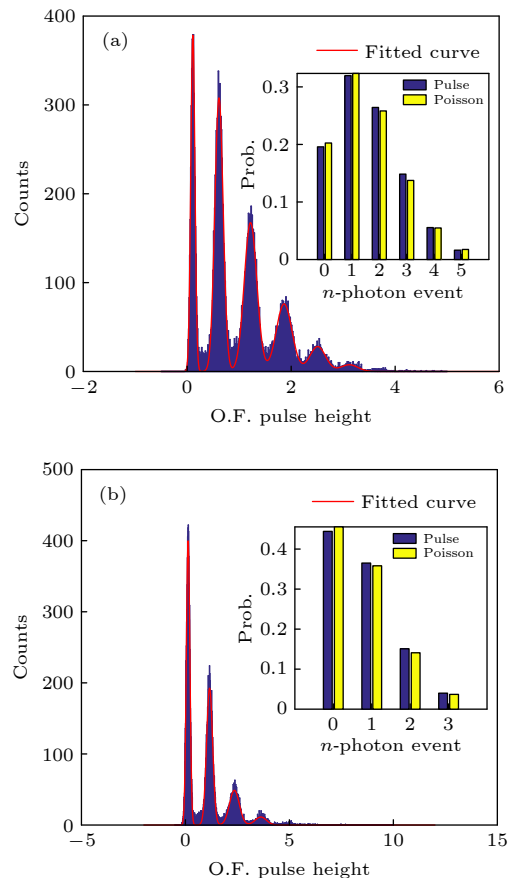 (a)
Fitted curve
Pulse
Poisson
Prob.
0.3
0.2
0.1
0
0 1 2 3 4 5
n-photon event
Counts
400
300
200
100
0
−2 0 2 4 6
O.F. pulse height
(b)
Fitted curve
Pulse
Poisson
Prob.
0.4
0.3
0.2
0.1
0
0 1 2 3
n-photon event
Counts
500
400
300
200
100
0
−5 0 5 10 15
O.F. pulse height